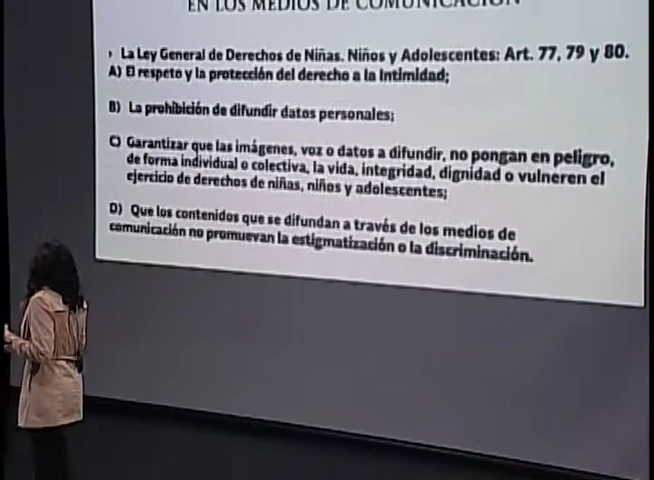 EN LOS MEDIOS DE COMUNICACIÓN
· La Ley General de Derechos de Niñas. Niños y Adolescentes: Art. 77, 79 y 80.
A) El respeto y la protección del derecho a la Intimidad;
B) La prohibición de difundir datos personales;
C) Garantizar que las imágenes, voz o datos a difundir, no pongan en peligro,
de forma individual o colectiva, la vida, integridad, dignidad o vulneren el
ejercicio de derechos de niñas, niños y adolescentes;
D) Que los contenidos que se difundan a través de los medios de
comunicación no promuevan la estigmatización o la discriminación.